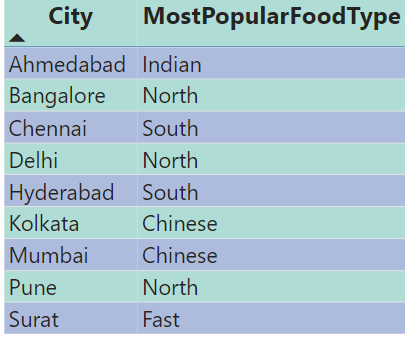 City MostPopularFoodType
Ahmedabad Indian
Bangalore North
Chennai South
Delhi North
Hyderabad South
Kolkata Chinese
Mumbai Chinese
Pune North
Surat Fast